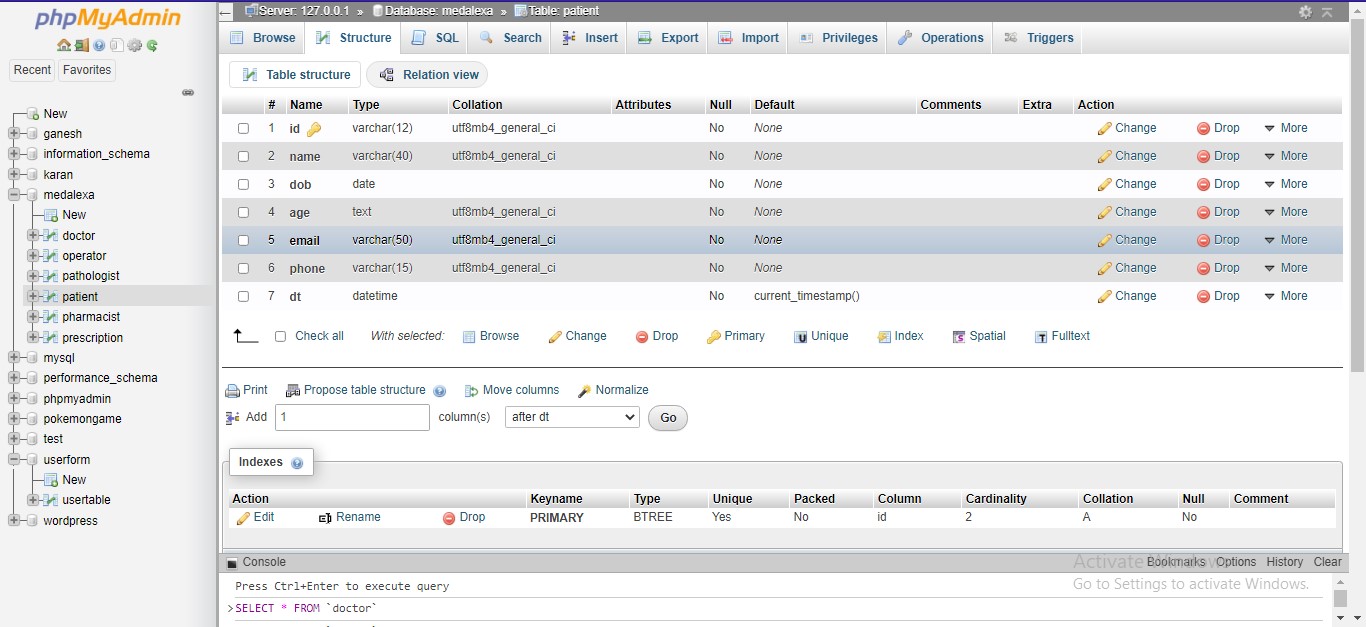 phpMyAdmin
Recent Favorites
New
ganesh
information_schema
karan
medalexa
New
doctor
operator
pathologist
patient
pharmacist
prescription
mysql
performance_schema
phpmyadmin
pokemongame
test
userform
New
usertable
wordpress
Server: 127.0.0.1 » Database: medalexa » Table: patient
Browse Structure SQL Search Insert Export Import Privileges Operations Triggers
Table structure Relation view
# Name Type Collation Attributes Null Default Comments Extra Action
1 id varchar(12) utf8mb4_general_ci No None Change Drop More
2 name varchar(40) utf8mb4_general_ci No None Change Drop More
3 dob date No None Change Drop More
4 age text utf8mb4_general_ci No None Change Drop More
5 email varchar(50) utf8mb4_general_ci No None Change Drop More
6 phone varchar(15) utf8mb4_general_ci No None Change Drop More
7 dt datetime No current_timestamp() Change Drop More
Check all With selected: Browse Change Drop Primary Unique Index Spatial Fulltext
Print Propose table structure Move columns Normalize
Add 1 column(s) after dt Go
Indexes
Action Keyname Type Unique Packed Column Cardinality Collation Null Comment
Edit Rename Drop PRIMARY BTREE Yes No id 2 A No
Console Bookmarks Options History Clear
Activate Windows
Go to Settings to activate Windows.
Press Ctrl+Enter to execute query
>SELECT * FROM `doctor`